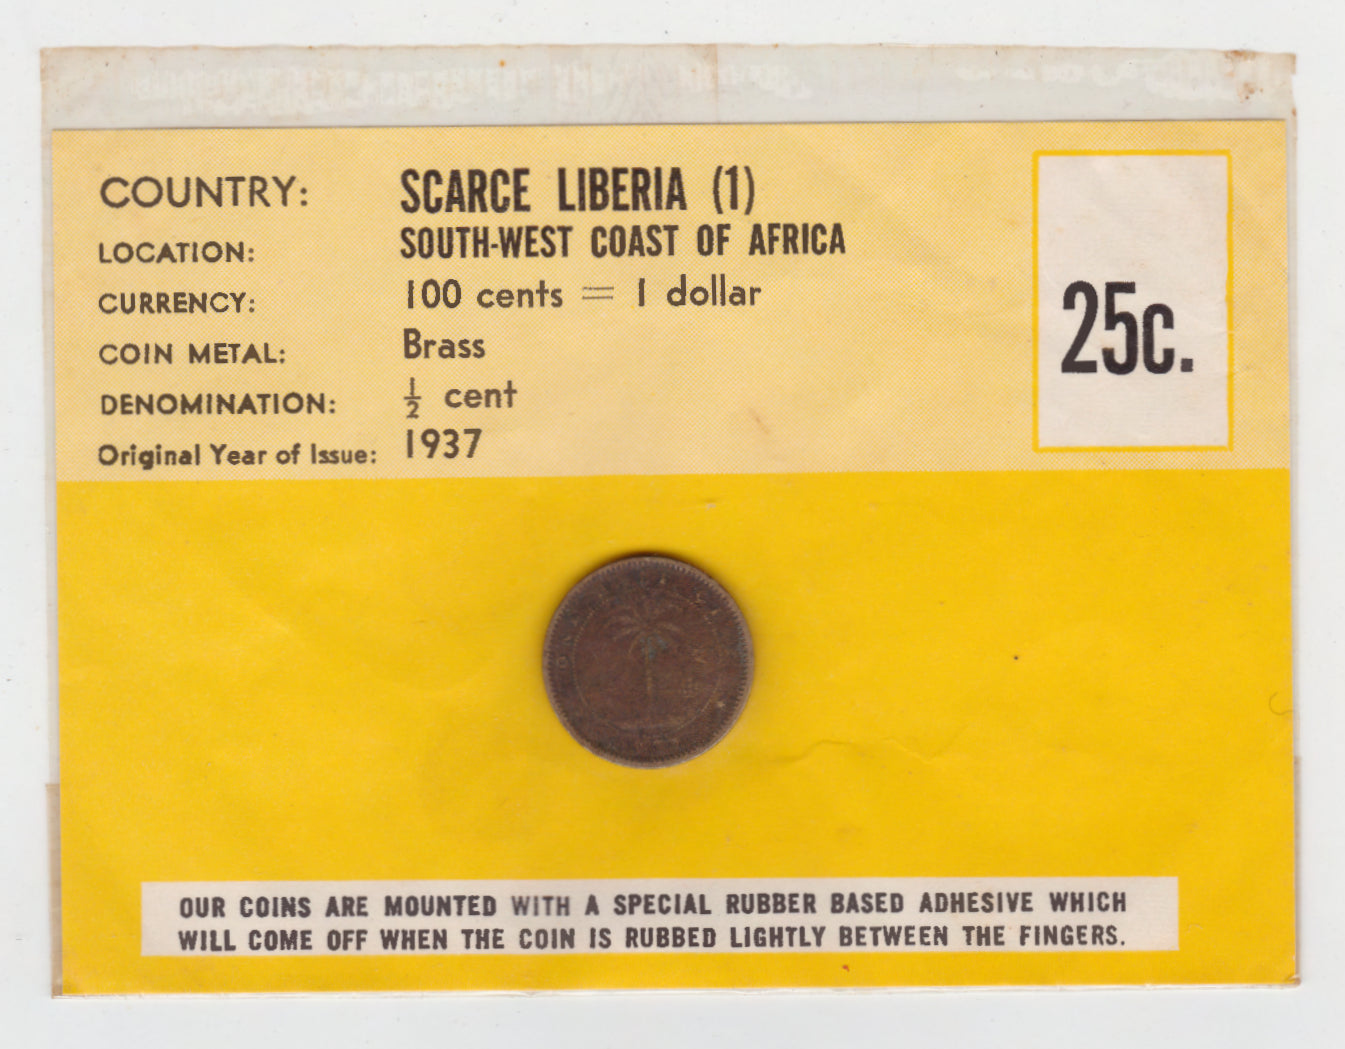 COUNTRY: SCARCE LIBERIA (1)
LOCATION: SOUTH-WEST COAST OF AFRICA
CURRENCY: 100 cents = 1 dollar
COIN METAL: Brass
DENOMINATION: ½ cent
Original Year of Issue: 1937
25c.
OUR COINS ARE MOUNTED WITH A SPECIAL RUBBER BASED ADHESIVE WHICH
WILL COME OFF WHEN THE COIN IS RUBBED LIGHTLY BETWEEN THE FINGERS.